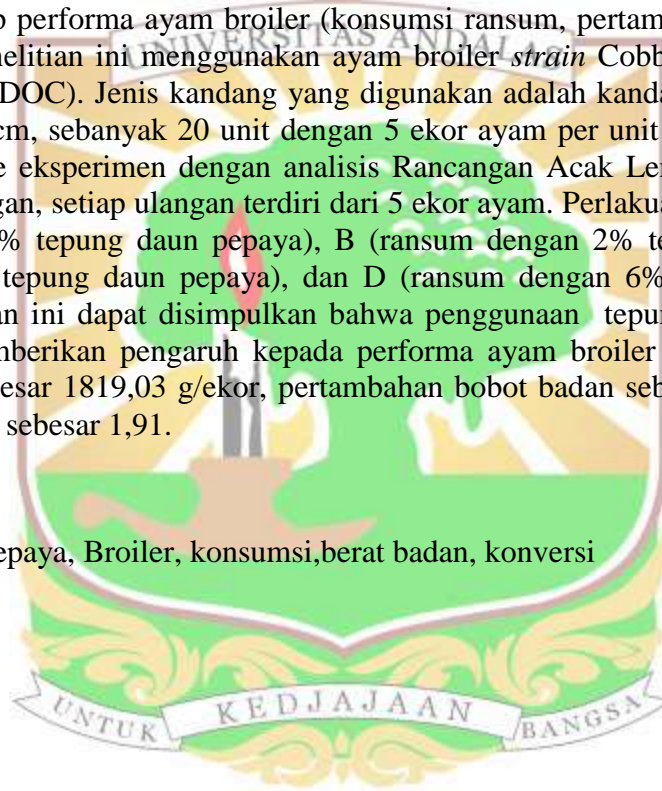 p performa ayam broiler (konsumsi ransum, pertam
nelitian ini menggunakan ayam broiler strain Cobb
DOC). Jenis kandang yang digunakan adalah kanda
cm, sebanyak 20 unit dengan 5 ekor ayam per unit
e eksperimen dengan analisis Rancangan Acak Len
gan, setiap ulangan terdiri dari 5 ekor ayam. Perlakua
% tepung daun pepaya), B (ransum dengan 2% te
tepung daun pepaya), dan D (ransum dengan 6%
an ini dapat disimpulkan bahwa penggunaan tepun
mberikan pengaruh kepada performa ayam broiler
esar 1819,03 g/ekor, pertambahan bobot badan seb
sebesar 1,91.
epaya, Broiler, konsumsi,berat badan, konversi
UNIVERSITAS ANDALAS
UNTUK KEDJAJAAN BANGSA